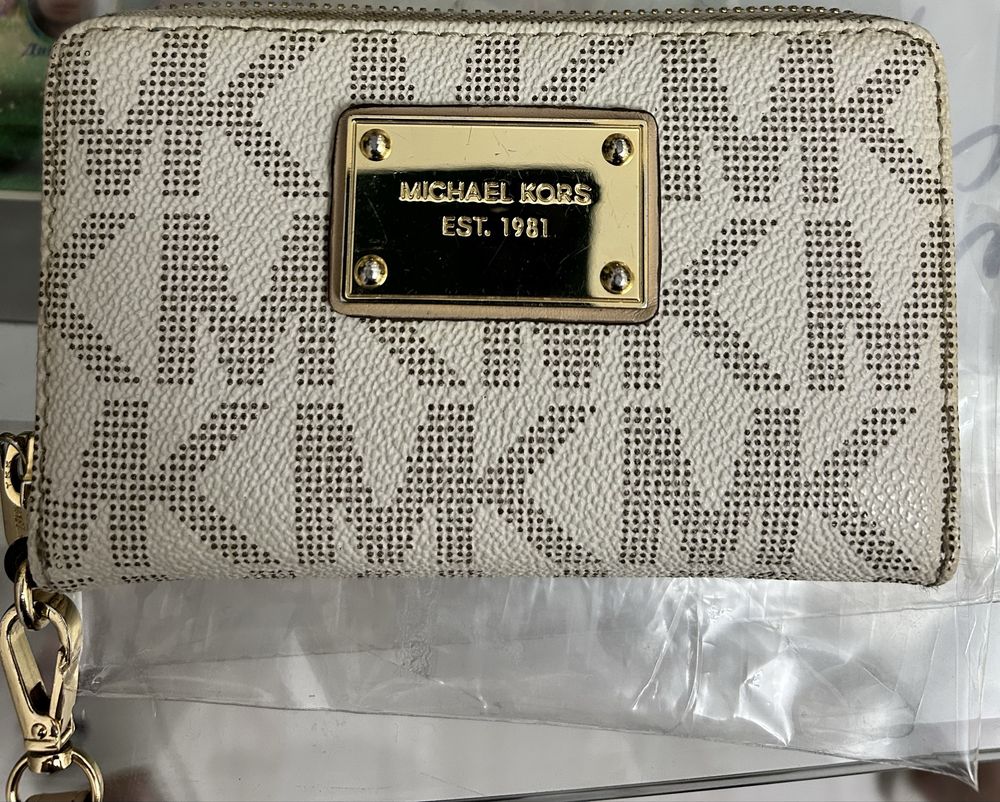 MICHAEL KORS
EST. 1981